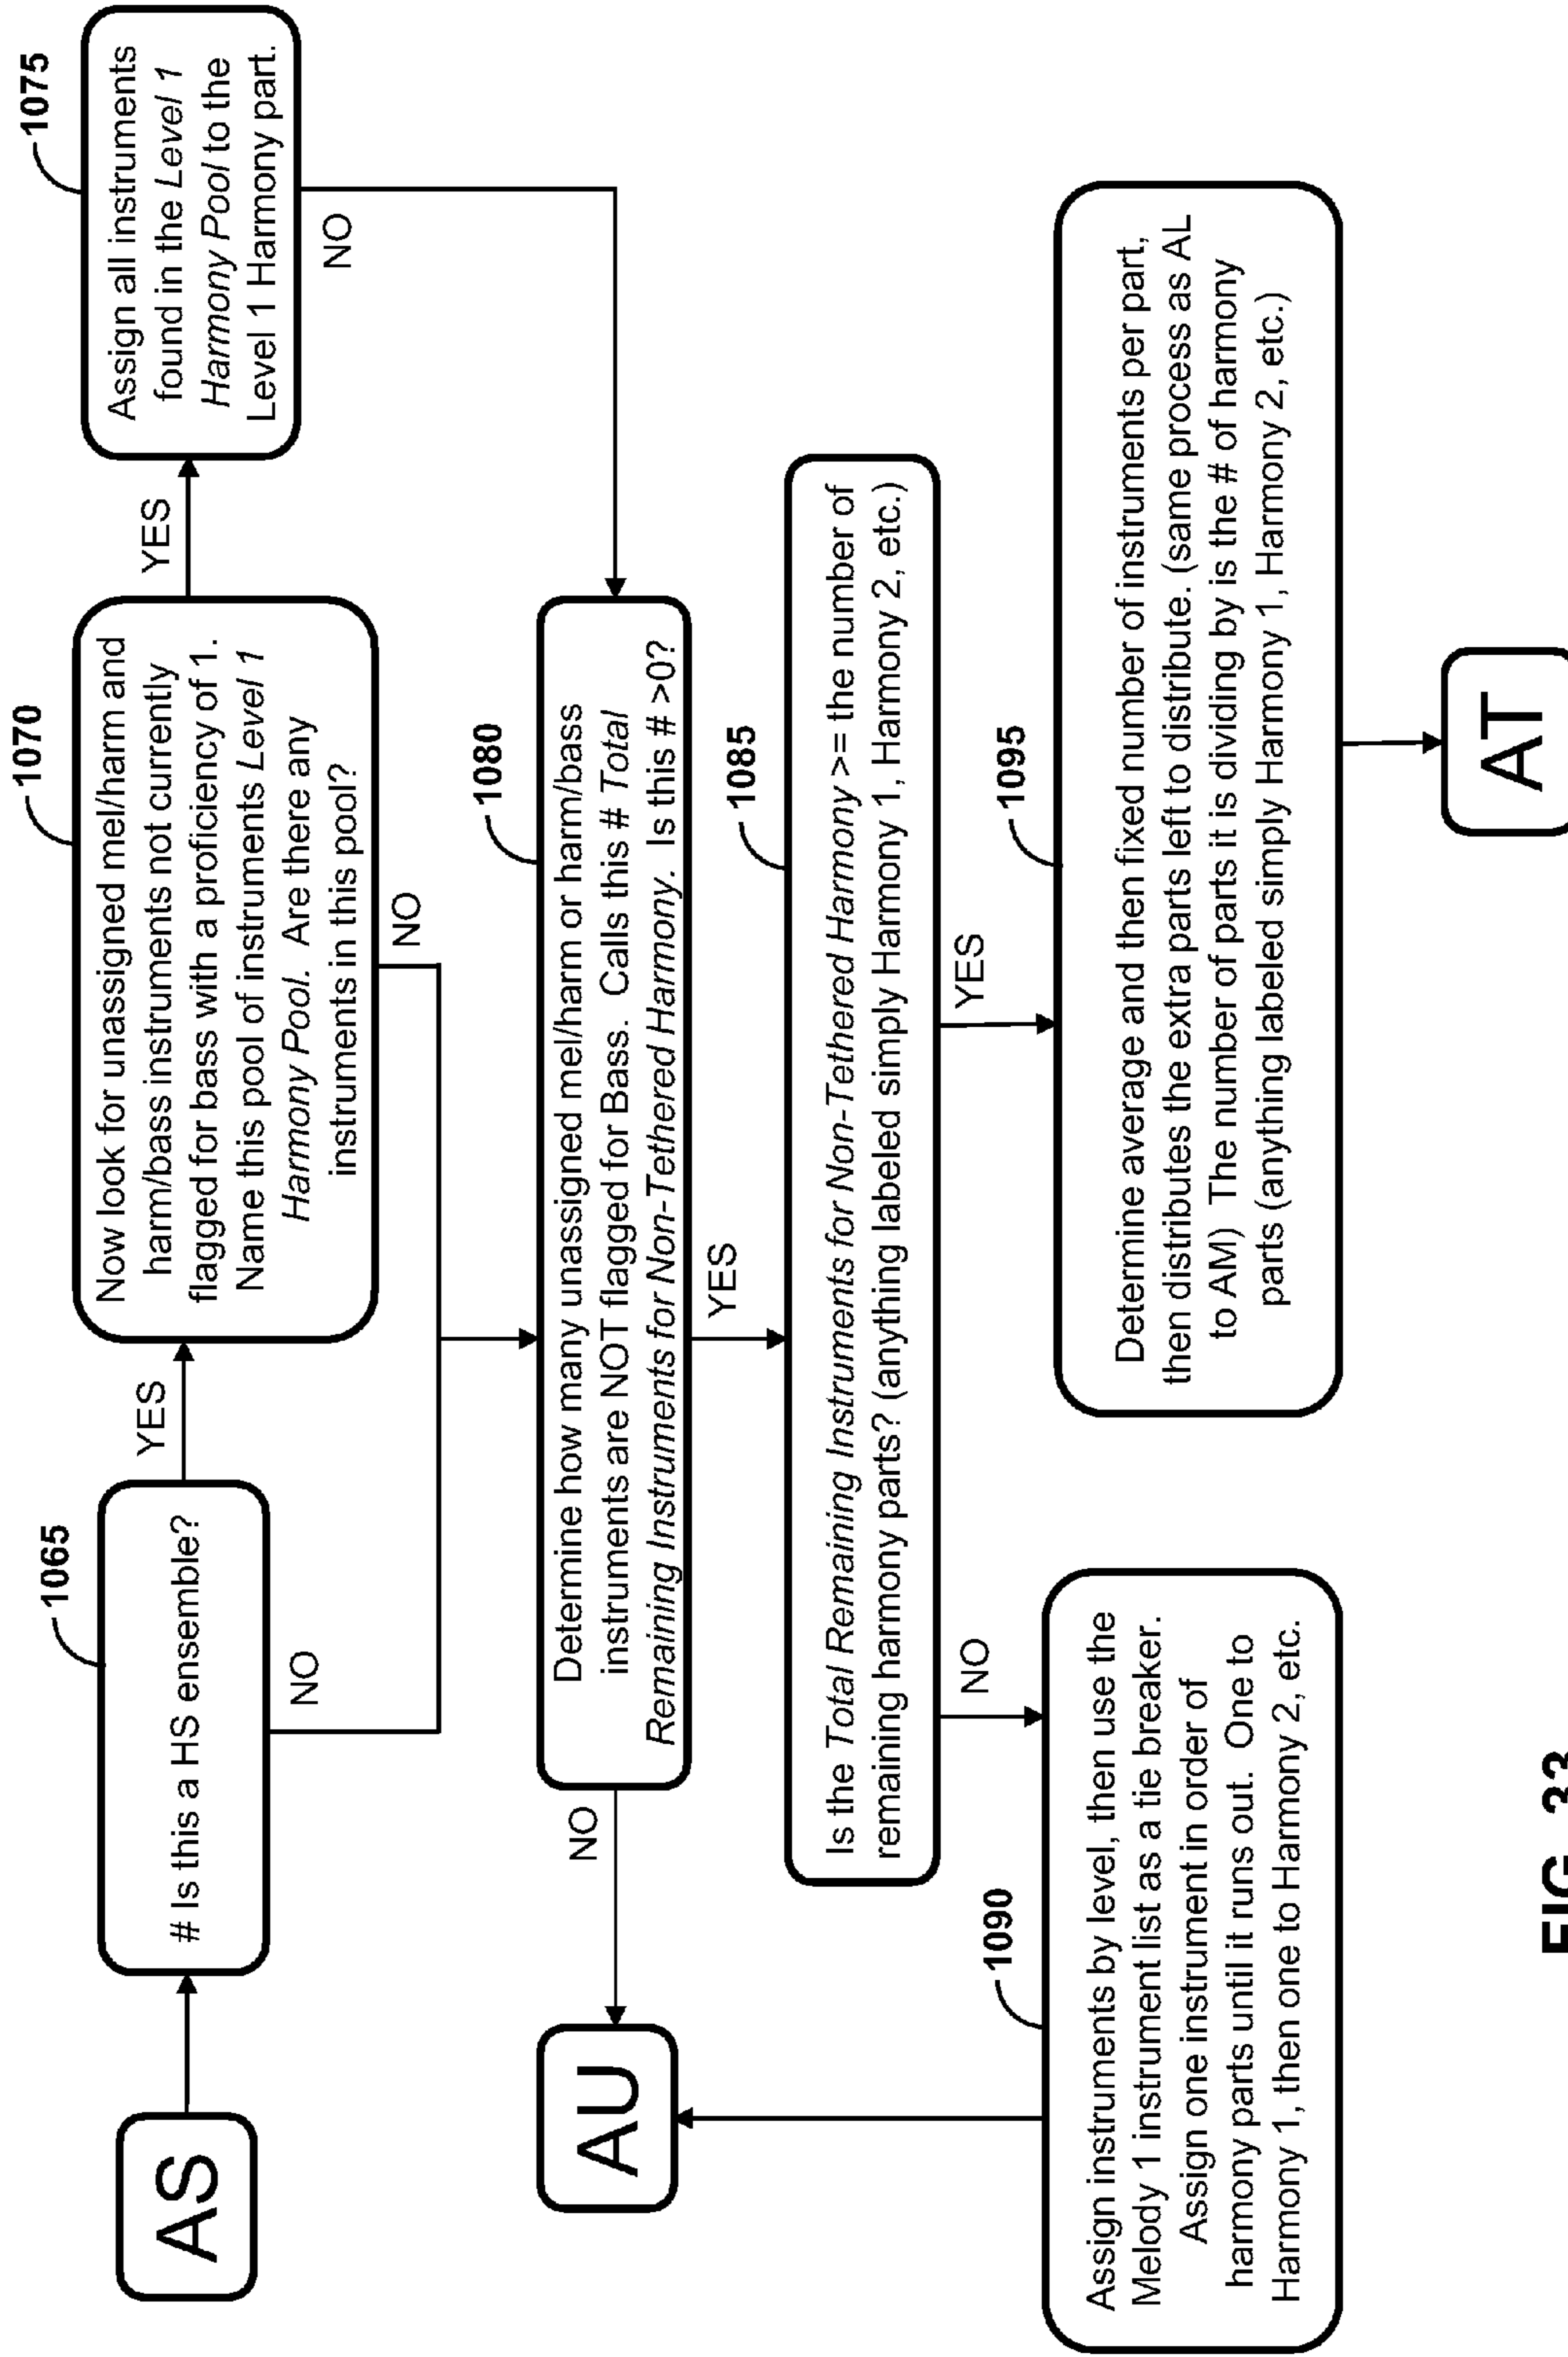 AS
1065
# Is this a HS ensemble?
YES
NO
1070
Now look for unassigned mel/harm and
harm/bass instruments not currently
flagged for bass with a proficiency of 1.
Name this pool of instruments Level 1
Harmony Pool. Are there any
instruments in this pool?
YES
NO
1075
Assign all instruments
found in the Level 1
Harmony Pool to the
Level 1 Harmony part.
NO
1080
Determine how many unassigned mel/harm or harm/bass
instruments are NOT flagged for Bass. Calls this # Total
Remaining Instruments for Non-Tethered Harmony. Is this # >0?
NO
YES
AU
1085
Is the Total Remaining Instruments for Non-Tethered Harmony >= the number of
remaining harmony parts? (anything labeled simply Harmony 1, Harmony 2, etc.)
NO
YES
1090
Assign instruments by level, then use the
Melody 1 instrument list as a tie breaker.
Assign one instrument in order of
harmony parts until it runs out. One to
Harmony 1, then one to Harmony 2, etc.
1095
Determine average and then fixed number of instruments per part,
then distributes the extra parts left to distribute. (same process as AL
to AM) The number of parts it is dividing by is the # of harmony
parts (anything labeled simply Harmony 1, Harmony 2, etc.)
AT
FIG. 33